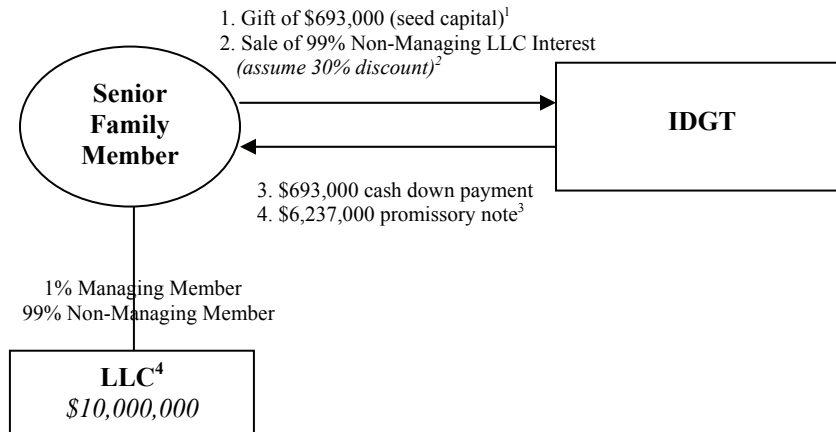 1. Gift of $693,000 (seed capital)1
2. Sale of 99% Non-Managing LLC Interest
(assume 30% discount)2
Senior
Family
Member
IDGT
3. $693,000 cash down payment
4. $6,237,000 promissory note3
1% Managing Member
99% Non-Managing Member
LLC4
$10,000,000